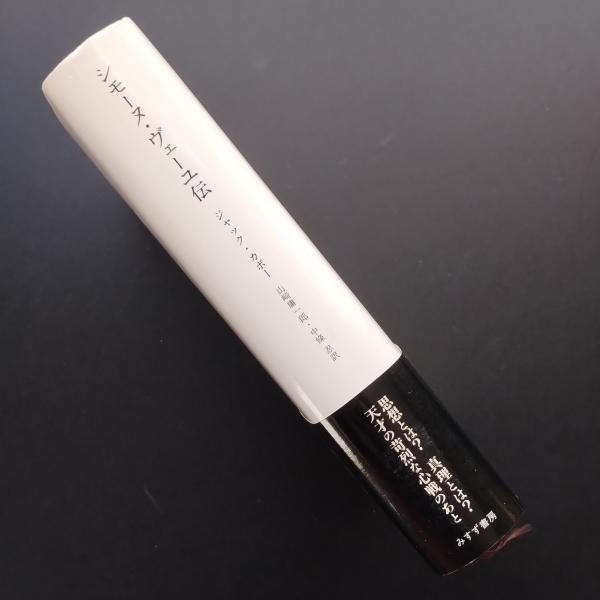 シモーヌ・ヴェーユ伝
ジャック・カボー
山崎庸一郎・中條 忍訳
思想とは? 真理とは?
天才の苛烈な心戦のあと
みすず書房